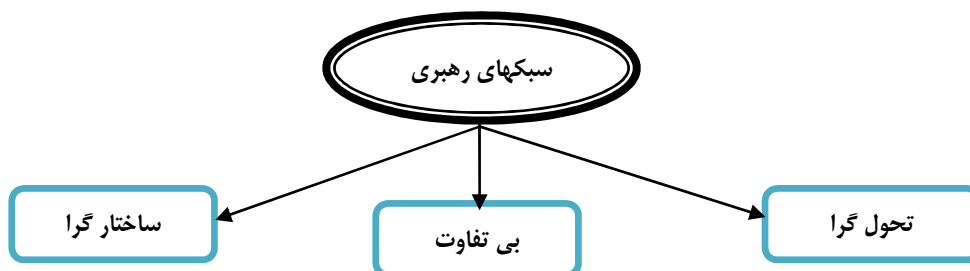 سبکهای رهبری
تحول گرا
بی تفاوت
ساختار گرا